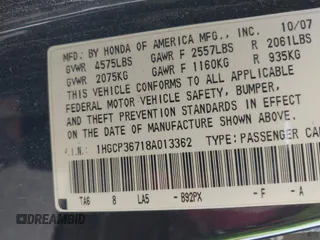 MFD. BY HONDA OF AMERICA MFG., INC. 10/07
GVWR 4575LBS GAWR F 2557LBS R 2061LBS
GVWR 2075KG GAWR F 1160KG R 935KG
THIS VEHICLE CONFORMS TO ALL APPLICABLE
FEDERAL MOTOR VEHICLE SAFETY, BUMPER,
AND THEFT PREVENTION STANDARDS IN EFFECT
ON THE DATE OF MANUFACTURE SHOWN ABOVE.
V.I.N.: 1HGCP36718A013362 TYPE: PASSENGER CAR
TA6 8 LA5 - B92PX - F - A
DREAMBID